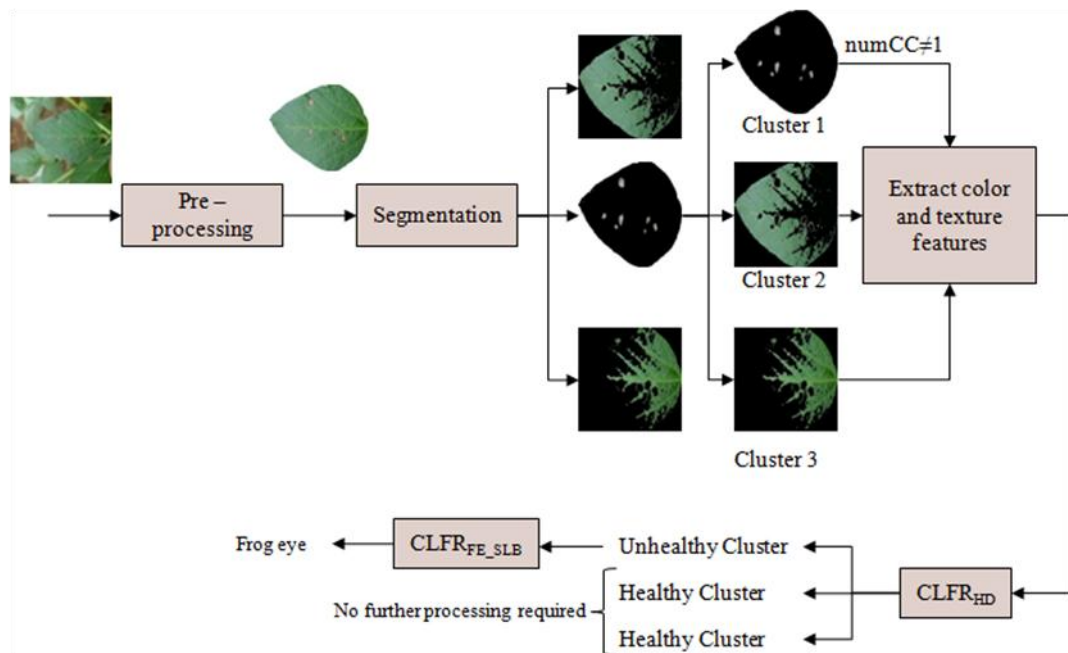 numCC≠1
Cluster 1
Pre –
processing
Segmentation
Extract color
and texture
features
Cluster 2
Cluster 3
Frog eye
CLFR_FE_SLB
Unhealthy Cluster
No further processing required
Healthy Cluster
CLFR_HD
Healthy Cluster